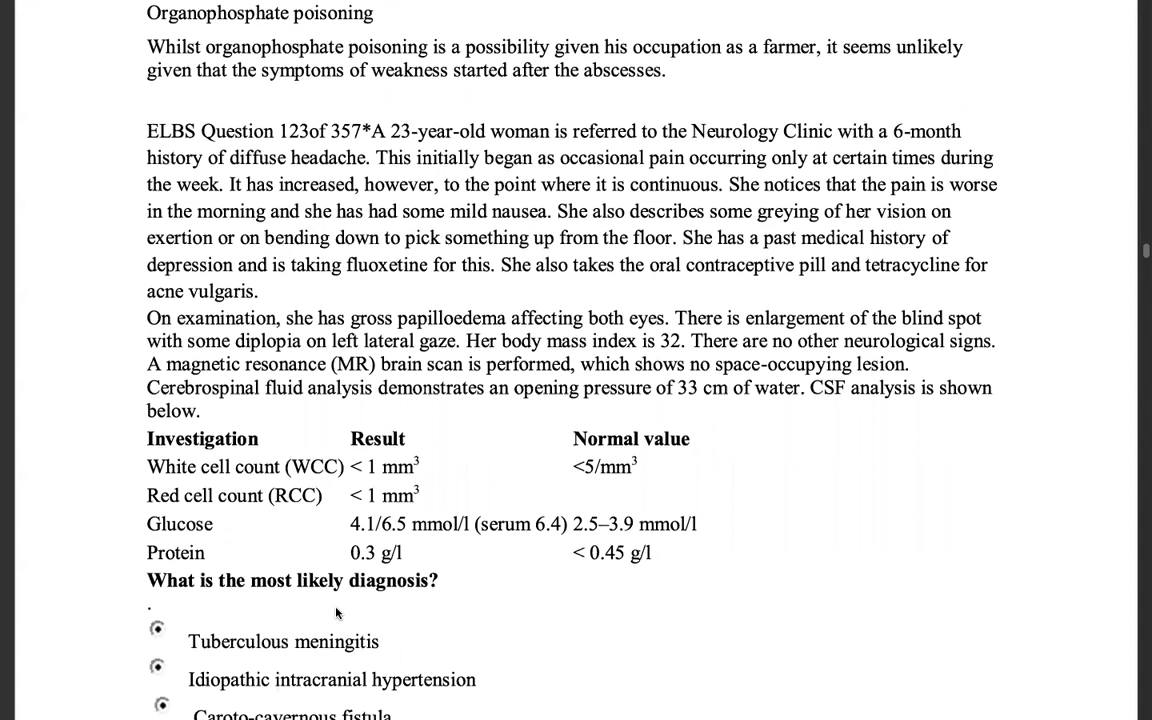 Organophosphate poisoning
Whilst organophosphate poisoning is a possibility given his occupation as a farmer, it seems unlikely
given that the symptoms of weakness started after the abscesses.
ELBS Question 123of 357*A 23-year-old woman is referred to the Neurology Clinic with a 6-month
history of diffuse headache. This initially began as occasional pain occurring only at certain times during
the week. It has increased, however, to the point where it is continuous. She notices that the pain is worse
in the morning and she has had some mild nausea. She also describes some greying of her vision on
exertion or on bending down to pick something up from the floor. She has a past medical history of
depression and is taking fluoxetine for this. She also takes the oral contraceptive pill and tetracycline for
acne vulgaris.
On examination, she has gross papilloedema affecting both eyes. There is enlargement of the blind spot
with some diplopia on left lateral gaze. Her body mass index is 32. There are no other neurological signs.
A magnetic resonance (MR) brain scan is performed, which shows no space-occupying lesion.
Cerebrospinal fluid analysis demonstrates an opening pressure of 33 cm of water. CSF analysis is shown
below.
Investigation Result Normal value
White cell count (WCC) < 1 mm³ <5/mm³
Red cell count (RCC) < 1 mm³
Glucose 4.1/6.5 mmol/l (serum 6.4) 2.5–3.9 mmol/l
Protein 0.3 g/l < 0.45 g/l
What is the most likely diagnosis?
.
Tuberculous meningitis
Idiopathic intracranial hypertension
Caroto-cavernous fistula